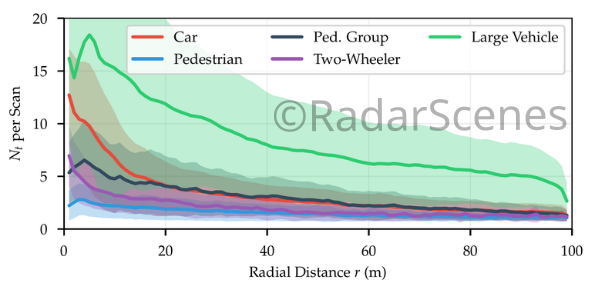 20
15
10
5
0
N_t per Scan
Car
Pedestrian
Ped. Group
Two-Wheeler
Large Vehicle
©RadarScenes
0
20
40
60
80
100
Radial Distance r (m)